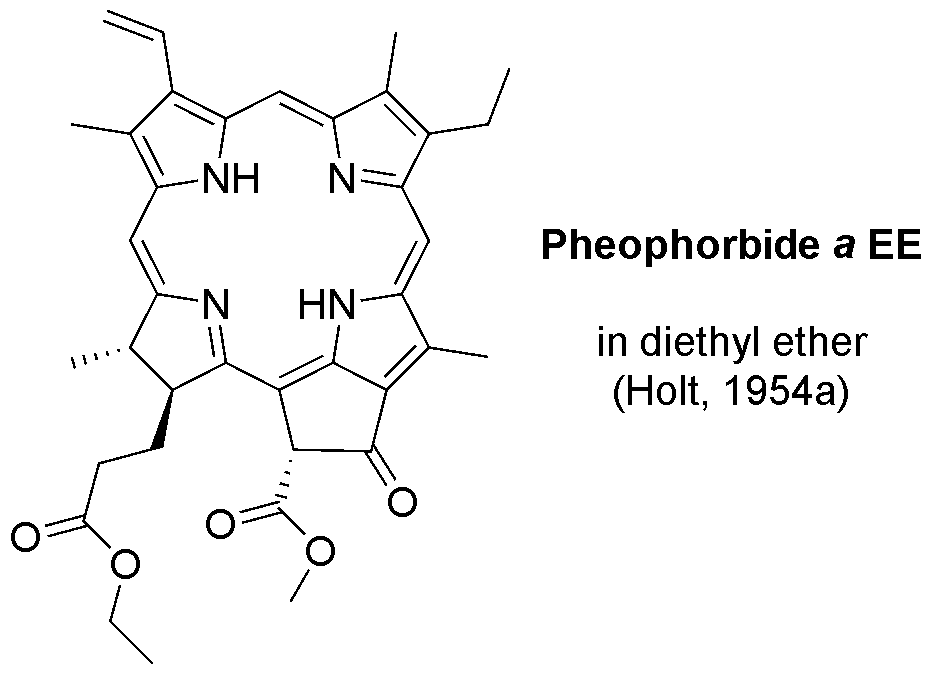 NH
N
N
HN
Pheophorbide a EE
in diethyl ether
(Holt, 1954a)
O
O
O
O
O